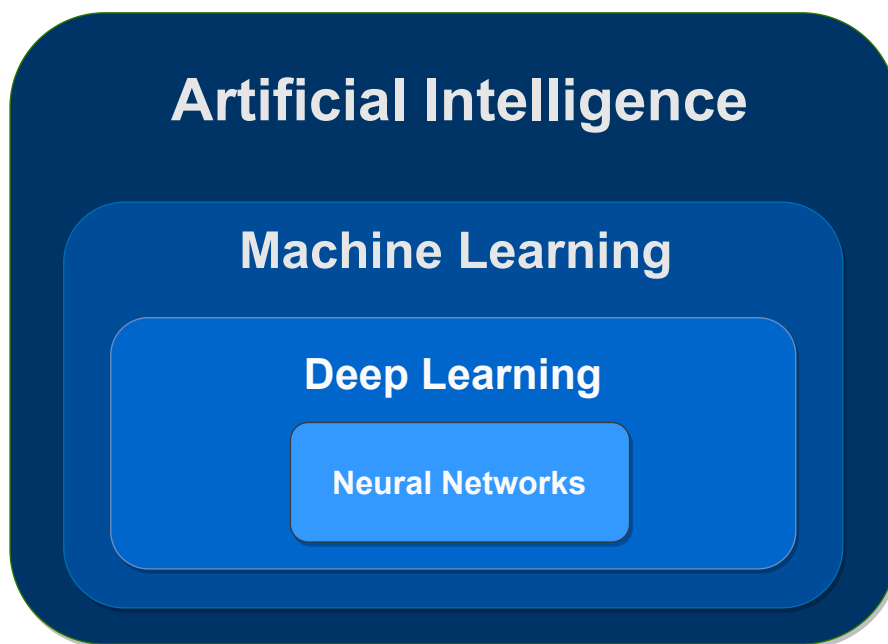 Artificial Intelligence
Machine Learning
Deep Learning
Neural Networks